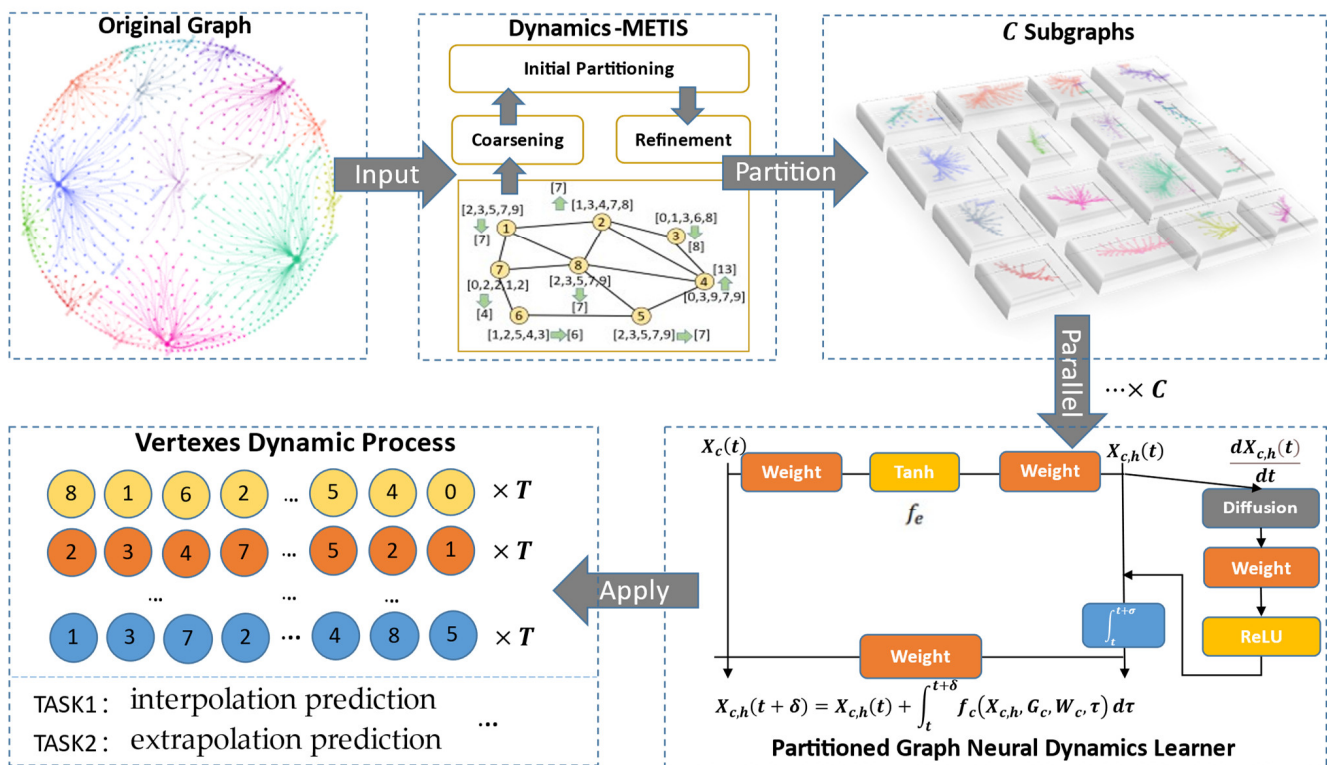 Original Graph
Input
Dynamics-METIS
Initial Partitioning
Coarsening
Refinement
[7]
[2,3,5,7,9]
[1,3,4,7,8]
[0,1,3,6,8]
[7]
[8]
1
2
3
7
8
4
[13]
[0,2,2,1,2]
[2,3,5,7,9]
[0,3,9,7,9]
[4]
[7]
6
5
[1,2,5,4,3]
[6]
[2,3,5,7,9]
[7]
Partition
C Subgraphs
Parallel
⋯× C
X_c(t)
Weight
Tanh
Weight
X_{c,h}(t)
dX_{c,h}(t)
dt
f_e
Diffusion
Weight
ReLU
∫_t^{t+σ}
Weight
X_{c,h}(t + δ) = X_{c,h}(t) + ∫_t^{t+δ} f_c(X_{c,h}, G_c, W_c, τ) dτ
Partitioned Graph Neural Dynamics Learner
Apply
Vertexes Dynamic Process
8 1 6 2 ... 5 4 0 × T
2 3 4 7 ... 5 2 1 × T
... ... ...
1 3 7 2 ... 4 8 5 × T
TASK1: interpolation prediction
TASK2: extrapolation prediction
...